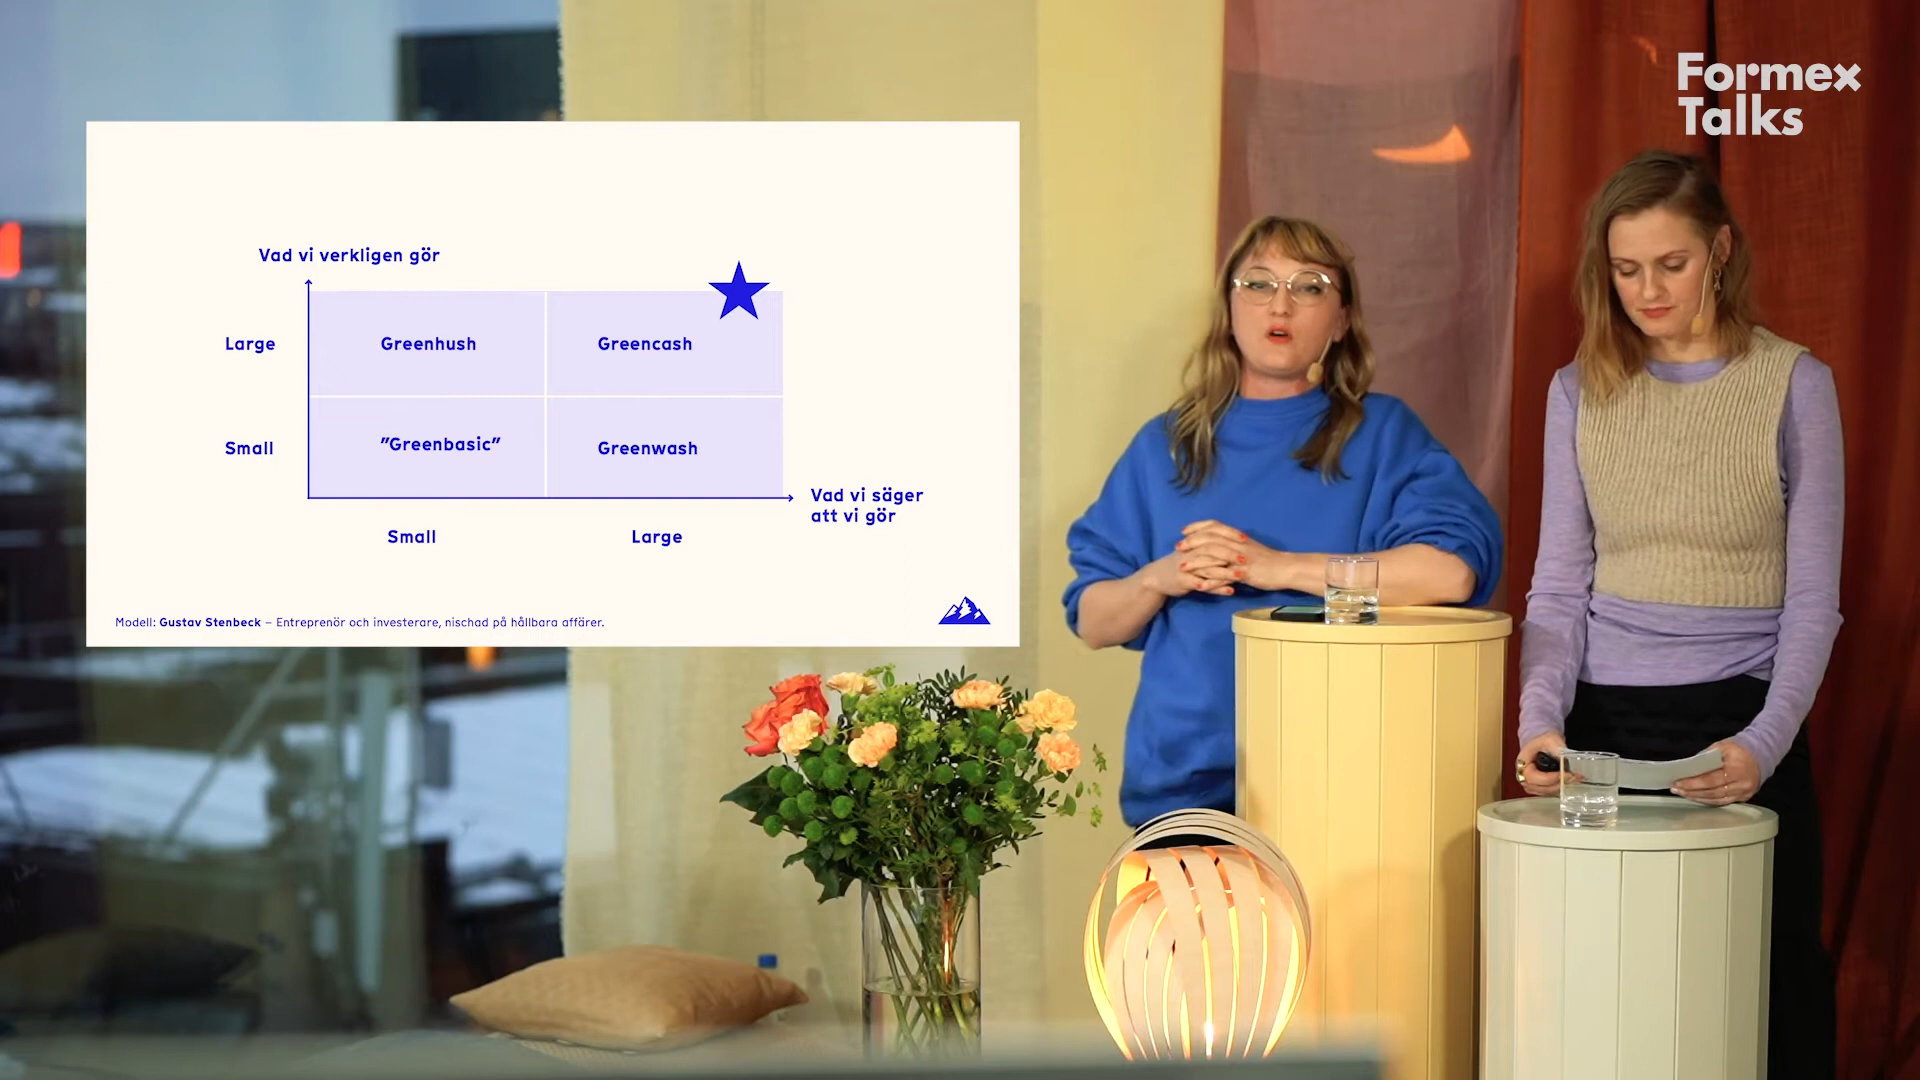 Formex
Talks
Vad vi verkligen gör
Large
Greenhush
Greencash
Small
”Greenbasic”
Greenwash
Vad vi säger
att vi gör
Small
Large
Modell: Gustav Stenbeck – Entreprenör och investerare, nischad på hållbara affärer.